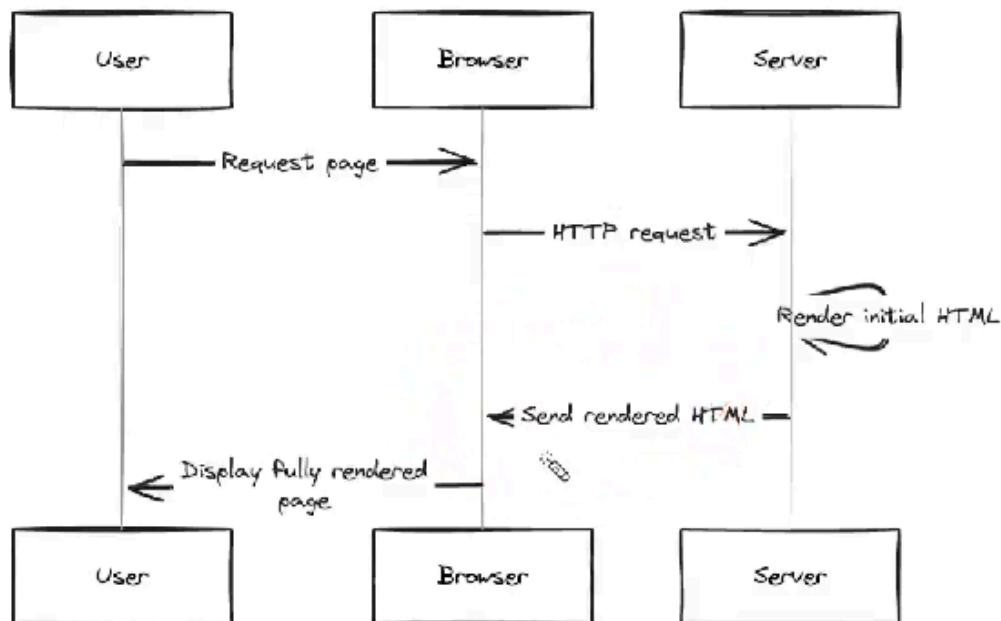 User
Browser
Server
Request page
HTTP request
Render initial HTML
Send rendered HTML
Display fully rendered
page
User
Browser
Server